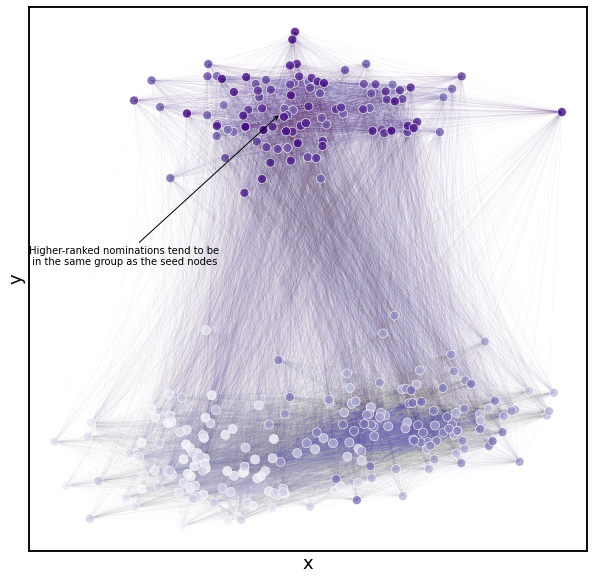 Higher-ranked nominations tend to be
in the same group as the seed nodes
y
x